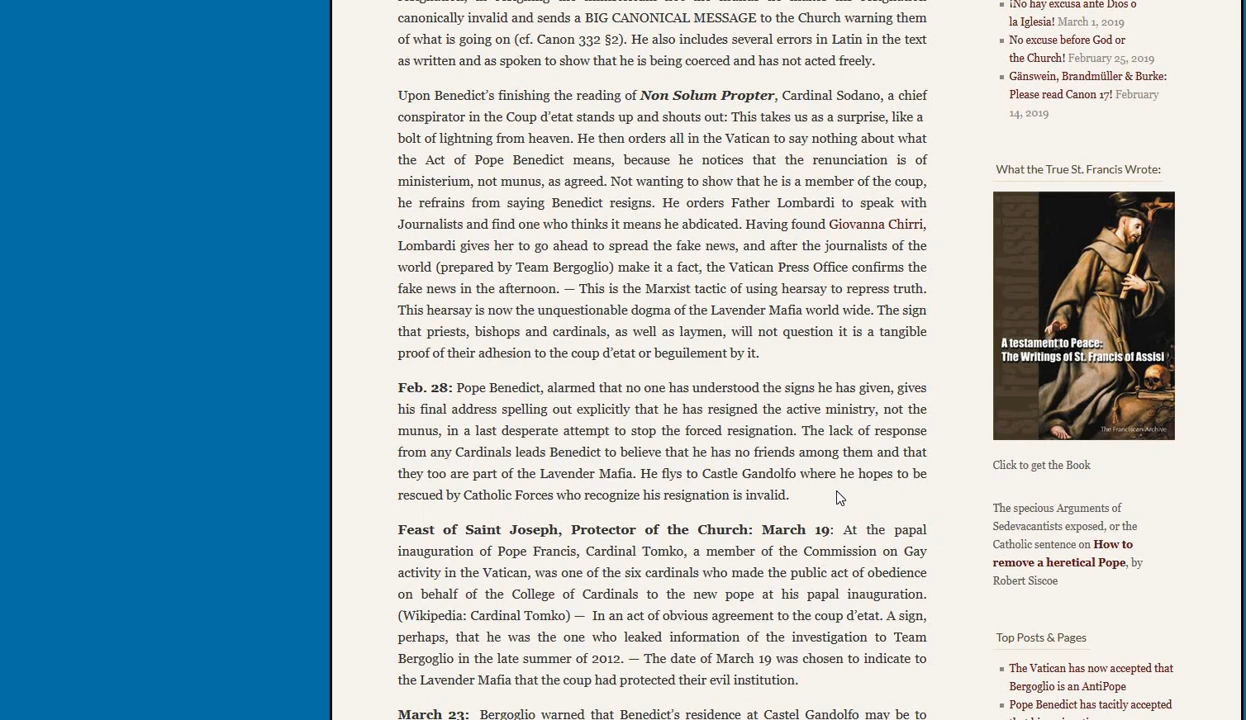 canonically invalid and sends a BIG CANONICAL MESSAGE to the Church warning them
of what is going on (cf. Canon 332 §2). He also includes several errors in Latin in the text
as written and as spoken to show that he is being coerced and has not acted freely.
Upon Benedict’s finishing the reading of Non Solum Propter, Cardinal Sodano, a chief
conspirator in the Coup d’etat stands up and shouts out: This takes us as a surprise, like a
bolt of lightning from heaven. He then orders all in the Vatican to say nothing about what
the Act of Pope Benedict means, because he notices that the renunciation is of
ministerium, not munus, as agreed. Not wanting to show that he is a member of the coup,
he refrains from saying Benedict resigns. He orders Father Lombardi to speak with
Journalists and find one who thinks it means he abdicated. Having found Giovanna Chirri,
Lombardi gives her to go ahead to spread the fake news, and after the journalists of the
world (prepared by Team Bergoglio) make it a fact, the Vatican Press Office confirms the
fake news in the afternoon. — This is the Marxist tactic of using hearsay to repress truth.
This hearsay is now the unquestionable dogma of the Lavender Mafia world wide. The sign
that priests, bishops and cardinals, as well as laymen, will not question it is a tangible
proof of their adhesion to the coup d’etat or beguilement by it.
Feb. 28: Pope Benedict, alarmed that no one has understood the signs he has given, gives
his final address spelling out explicitly that he has resigned the active ministry, not the
munus, in a last desperate attempt to stop the forced resignation. The lack of response
from any Cardinals leads Benedict to believe that he has no friends among them and that
they too are part of the Lavender Mafia. He flys to Castle Gandolfo where he hopes to be
rescued by Catholic Forces who recognize his resignation is invalid.
Feast of Saint Joseph, Protector of the Church: March 19: At the papal
inauguration of Pope Francis, Cardinal Tomko, a member of the Commission on Gay
activity in the Vatican, was one of the six cardinals who made the public act of obedience
on behalf of the College of Cardinals to the new pope at his papal inauguration.
(Wikipedia: Cardinal Tomko) — In an act of obvious agreement to the coup d’etat. A sign,
perhaps, that he was the one who leaked information of the investigation to Team
Bergoglio in the late summer of 2012. — The date of March 19 was chosen to indicate to
the Lavender Mafia that the coup had protected their evil institution.
March 23: Bergoglio warned that Benedict’s residence at Castel Gandolfo may be to
¡No hay excusa ante Dios o
la Iglesia! March 1, 2019
No excuse before God or
the Church! February 25, 2019
Gänswein, Brandmüller & Burke:
Please read Canon 17! February
14, 2019
What the True St. Francis Wrote:
A testament to Peace:
The Writings of St. Francis of Assisi
The Franciscan Archive
Click to get the Book
The specious Arguments of
Sedevacantists exposed, or the
Catholic sentence on How to
remove a heretical Pope, by
Robert Siscoe
Top Posts & Pages
The Vatican has now accepted that
Bergoglio is an AntiPope
Pope Benedict has tacitly accepted